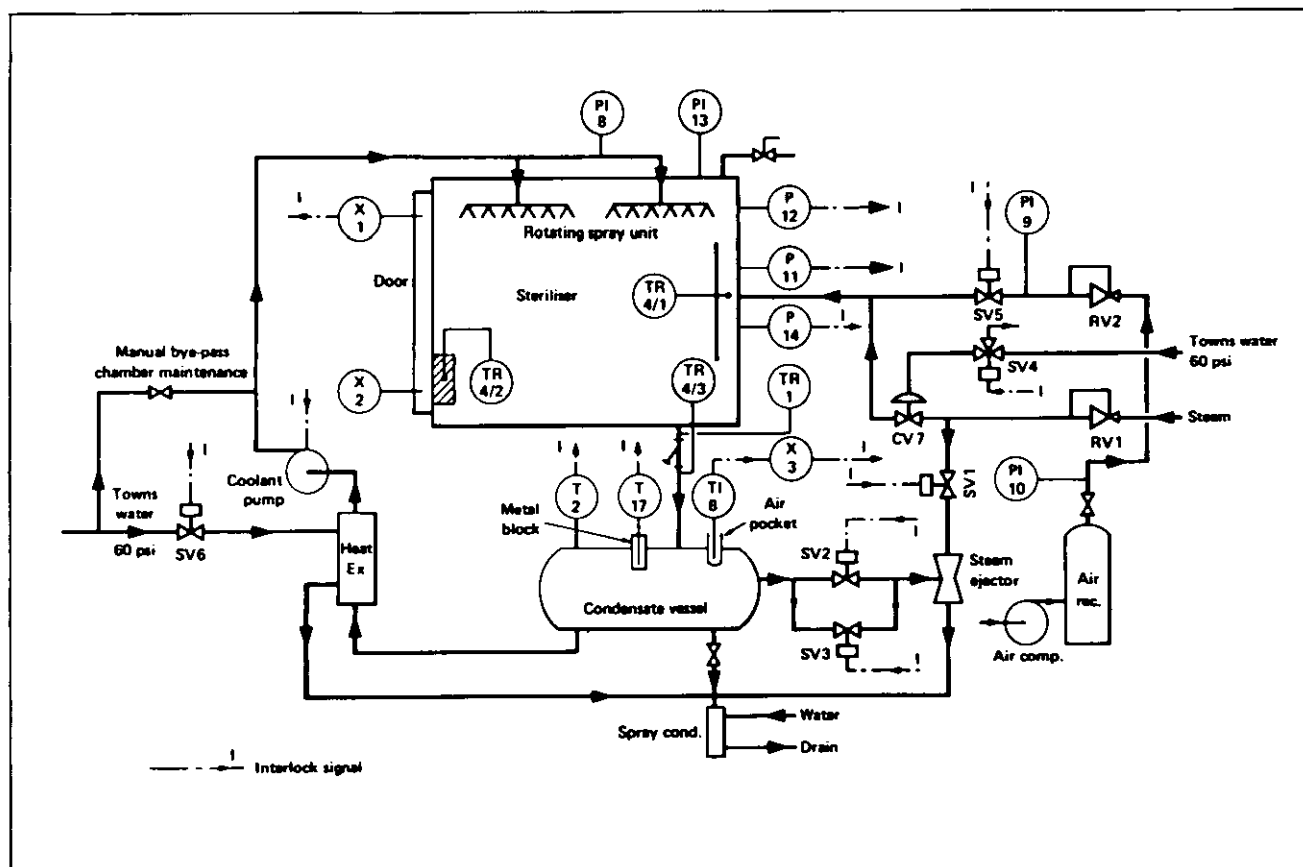 PI
8
PI
13
I
X
1
P
12
I
I
PI
9
Rotating spray unit
Door
P
11
I
Steriliser
TR
4/1
SV5
RV2
P
14
I
Manual bye-pass
chamber maintenance
Towns water
60 psi
SV4
I
X
2
TR
4/2
TR
4/3
TR
1
Steam
CV7
RV1
I
I
I
I
X
3
I
I
SV1
PI
10
Coolant
pump
Towns
water
60 psi
SV6
T
2
T
17
TI
8
Metal
block
Air
pocket
I
Heat
Ex
SV2
Steam
ejector
Air
rec.
Condensate vessel
SV3
I
Air comp.
Water
Spray cond.
Drain
I
Interlock signal